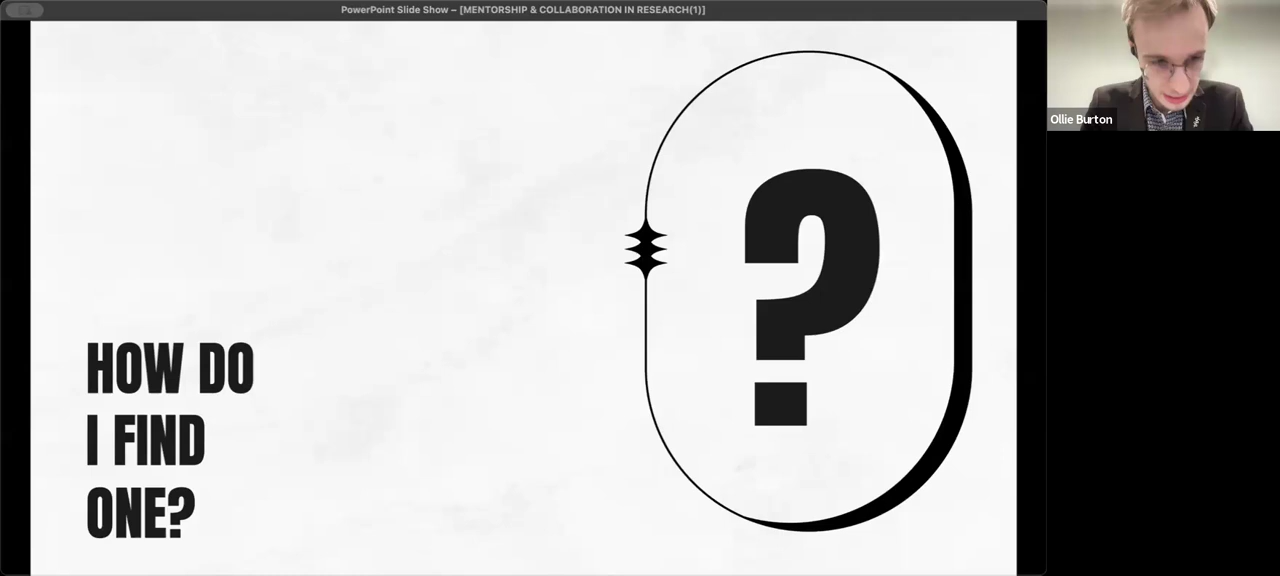 PowerPoint Slide Show – [MENTORSHIP & COLLABORATION IN RESEARCH(1)]
Ollie Burton
?
HOW DO
I FIND
ONE?